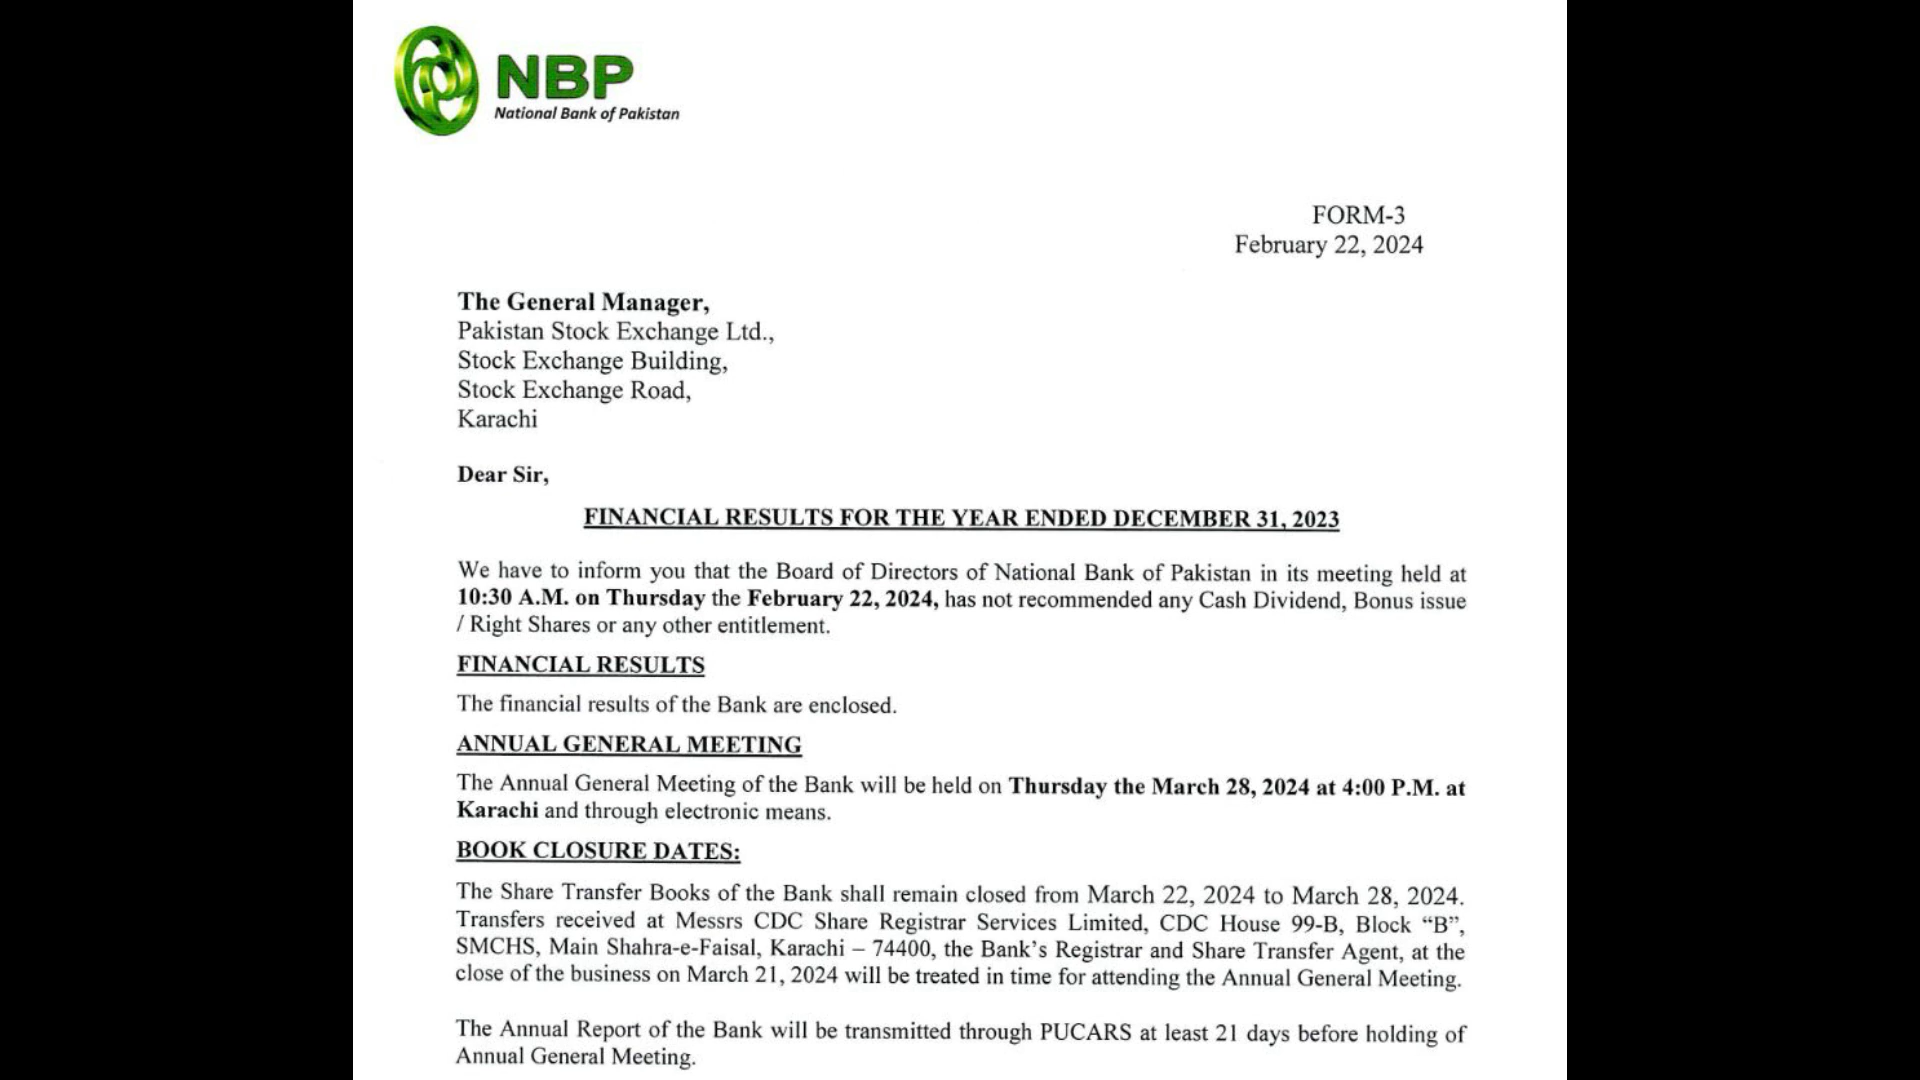 NBP
National Bank of Pakistan
FORM-3
February 22, 2024
The General Manager,
Pakistan Stock Exchange Ltd.,
Stock Exchange Building,
Stock Exchange Road,
Karachi
Dear Sir,
FINANCIAL RESULTS FOR THE YEAR ENDED DECEMBER 31, 2023
We have to inform you that the Board of Directors of National Bank of Pakistan in its meeting held at
10:30 A.M. on Thursday the February 22, 2024, has not recommended any Cash Dividend, Bonus issue
/ Right Shares or any other entitlement.
FINANCIAL RESULTS
The financial results of the Bank are enclosed.
ANNUAL GENERAL MEETING
The Annual General Meeting of the Bank will be held on Thursday the March 28, 2024 at 4:00 P.M. at
Karachi and through electronic means.
BOOK CLOSURE DATES:
The Share Transfer Books of the Bank shall remain closed from March 22, 2024 to March 28, 2024.
Transfers received at Messrs CDC Share Registrar Services Limited, CDC House 99-B, Block “B”,
SMCHS, Main Shahra-e-Faisal, Karachi – 74400, the Bank’s Registrar and Share Transfer Agent, at the
close of the business on March 21, 2024 will be treated in time for attending the Annual General Meeting.
The Annual Report of the Bank will be transmitted through PUCARS at least 21 days before holding of
Annual General Meeting.